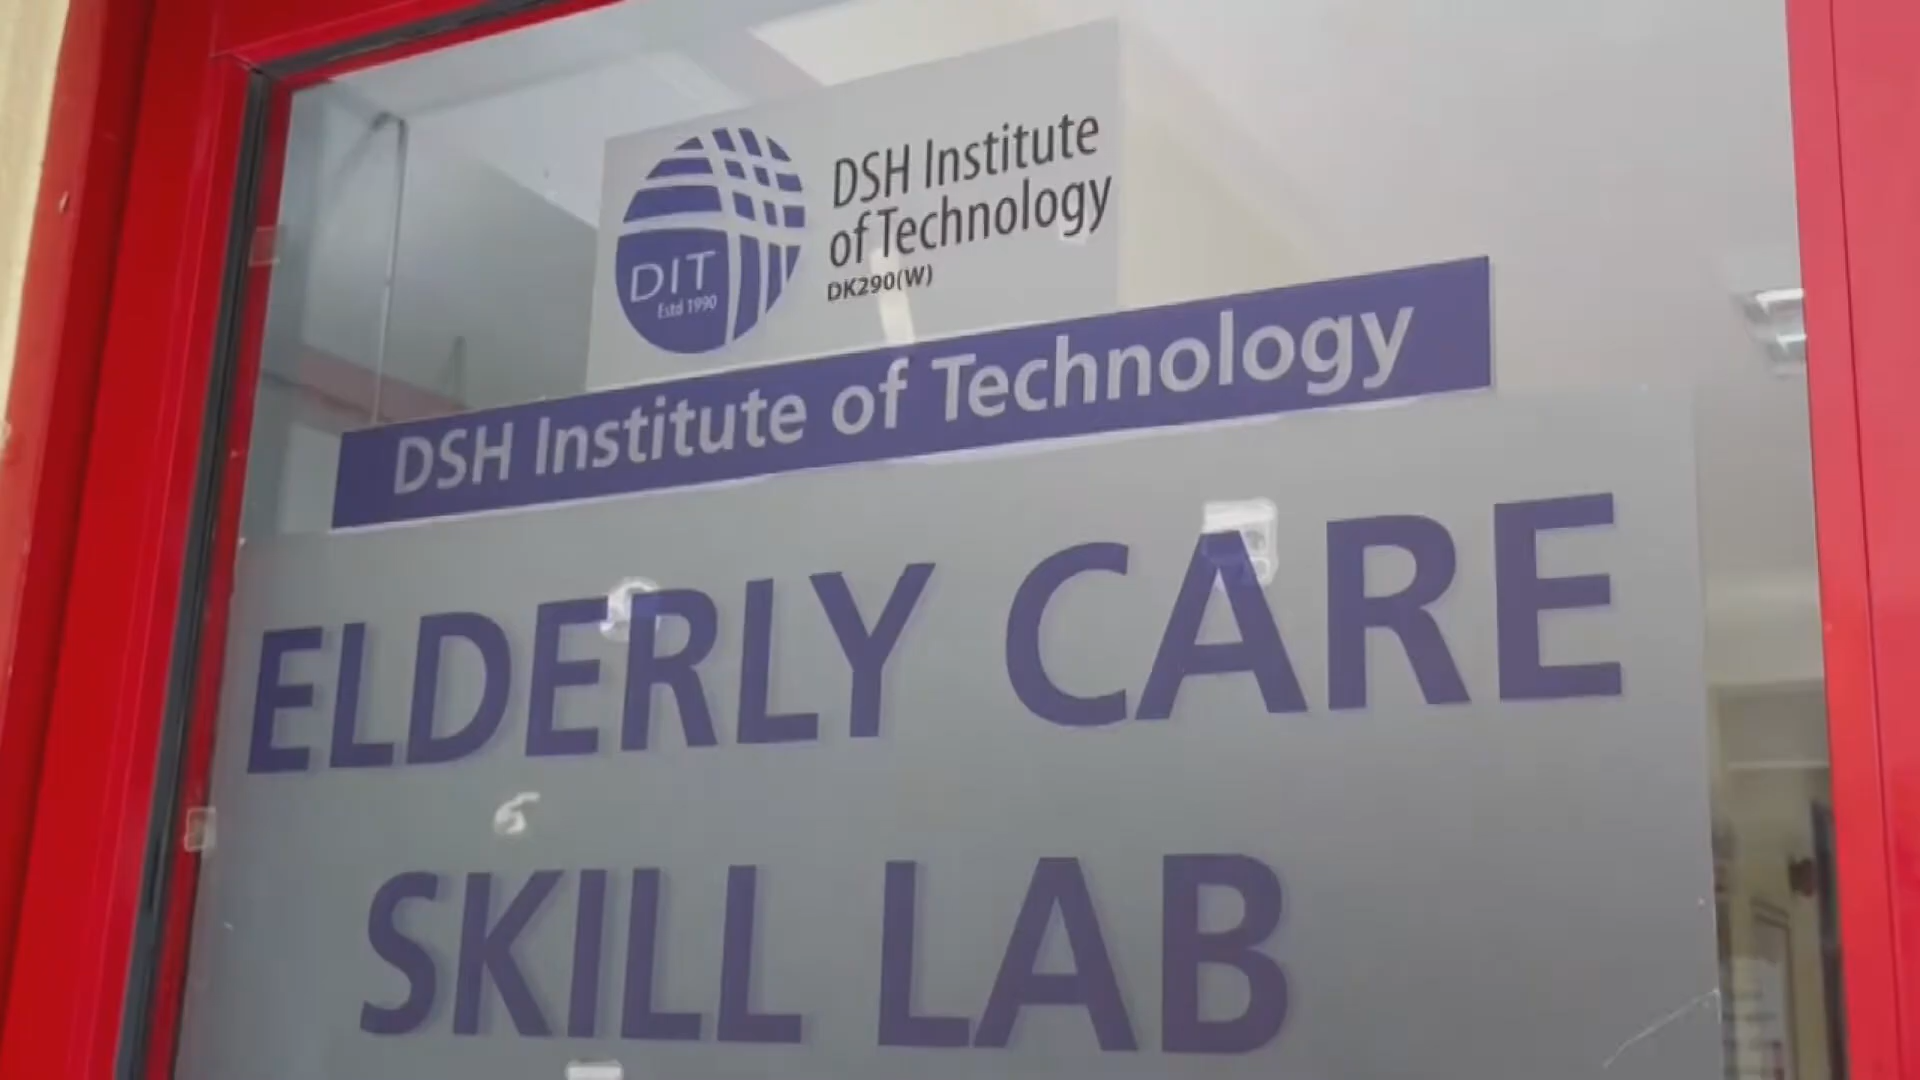 DIT
Estd 1990
DSH Institute
of Technology
DK290(W)
DSH Institute of Technology
ELDERLY CARE
SKILL LAB